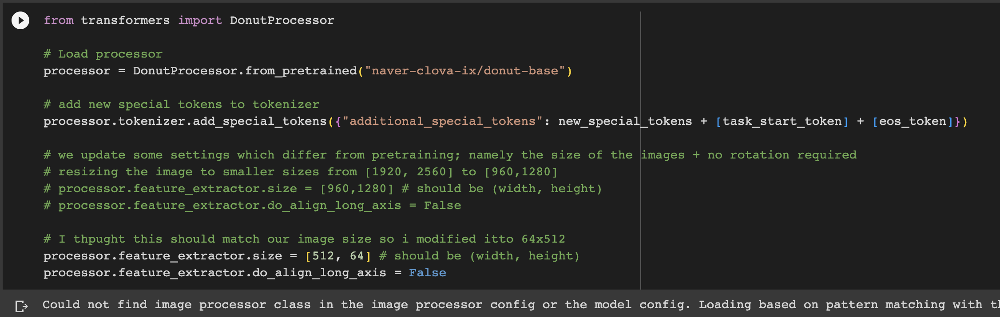 from transformers import DonutProcessor
# Load processor
processor = DonutProcessor.from_pretrained("naver-clova-ix/donut-base")
# add new special tokens to tokenizer
processor.tokenizer.add_special_tokens({"additional_special_tokens": new_special_tokens + [task_start_token] + [eos_token]})
# we update some settings which differ from pretraining; namely the size of the images + no rotation required
# resizing the image to smaller sizes from [1920, 2560] to [960,1280]
# processor.feature_extractor.size = [960,1280] # should be (width, height)
# processor.feature_extractor.do_align_long_axis = False
# I thpught this should match our image size so i modified itto 64x512
processor.feature_extractor.size = [512, 64] # should be (width, height)
processor.feature_extractor.do_align_long_axis = False
Could not find image processor class in the image processor config or the model config. Loading based on pattern matching with